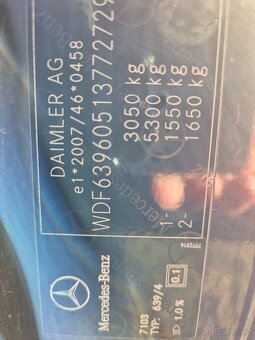 DAIMLER AG
e1*2007/46*0458
WDF63960513772729
3050 kg
5300 kg
1- 1550 kg
2- 1650 kg
Mercedes-Benz
7103
TYP: 639/4
1.0%
0.1